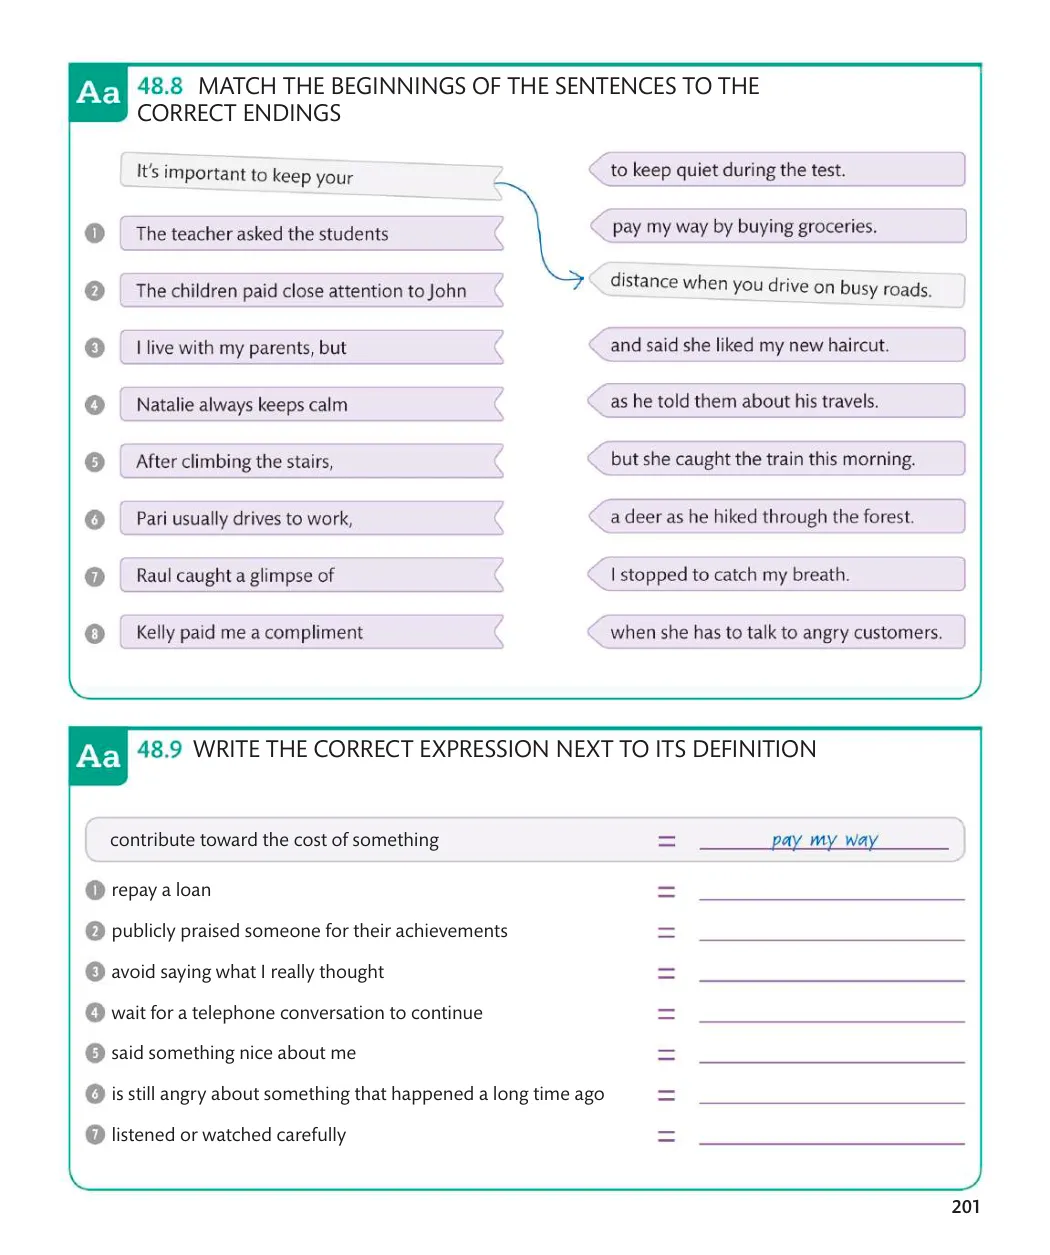 Aa
48.8 MATCH THE BEGINNINGS OF THE SENTENCES TO THE
CORRECT ENDINGS
It's important to keep your
to keep quiet during the test.
1 The teacher asked the students
pay my way by buying groceries.
2 The children paid close attention to John
distance when you drive on busy roads.
3 I live with my parents, but
and said she liked my new haircut.
4 Natalie always keeps calm
as he told them about his travels.
5 After climbing the stairs,
but she caught the train this morning.
6 Pari usually drives to work,
a deer as he hiked through the forest.
7 Raul caught a glimpse of
I stopped to catch my breath.
8 Kelly paid me a compliment
when she has to talk to angry customers.
Aa
48.9 WRITE THE CORRECT EXPRESSION NEXT TO ITS DEFINITION
contribute toward the cost of something = pay my way
1 repay a loan =
2 publicly praised someone for their achievements =
3 avoid saying what I really thought =
4 wait for a telephone conversation to continue =
5 said something nice about me =
6 is still angry about something that happened a long time ago =
7 listened or watched carefully =
201